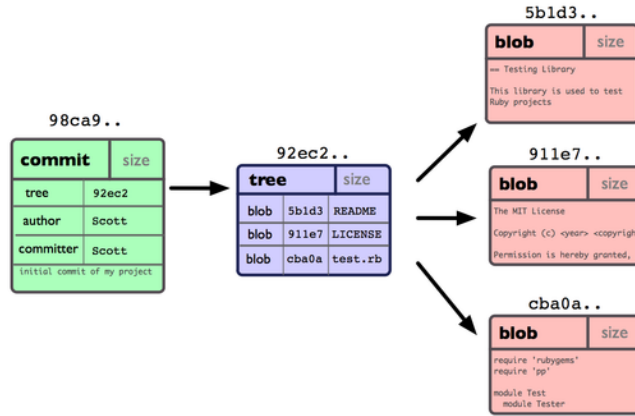 98ca9..
commit size
tree 92ec2
author Scott
committer Scott
initial commit of my project
92ec2..
tree size
blob 5b1d3 README
blob 911e7 LICENSE
blob cba0a test.rb
5b1d3..
blob size
== Testing Library
This library is used to test
Ruby projects
911e7..
blob size
The MIT License
Copyright (c) <year> <copyrigh
Permission is hereby granted,
cba0a..
blob size
require 'rubygems'
require 'pp'
module Test
module Tester